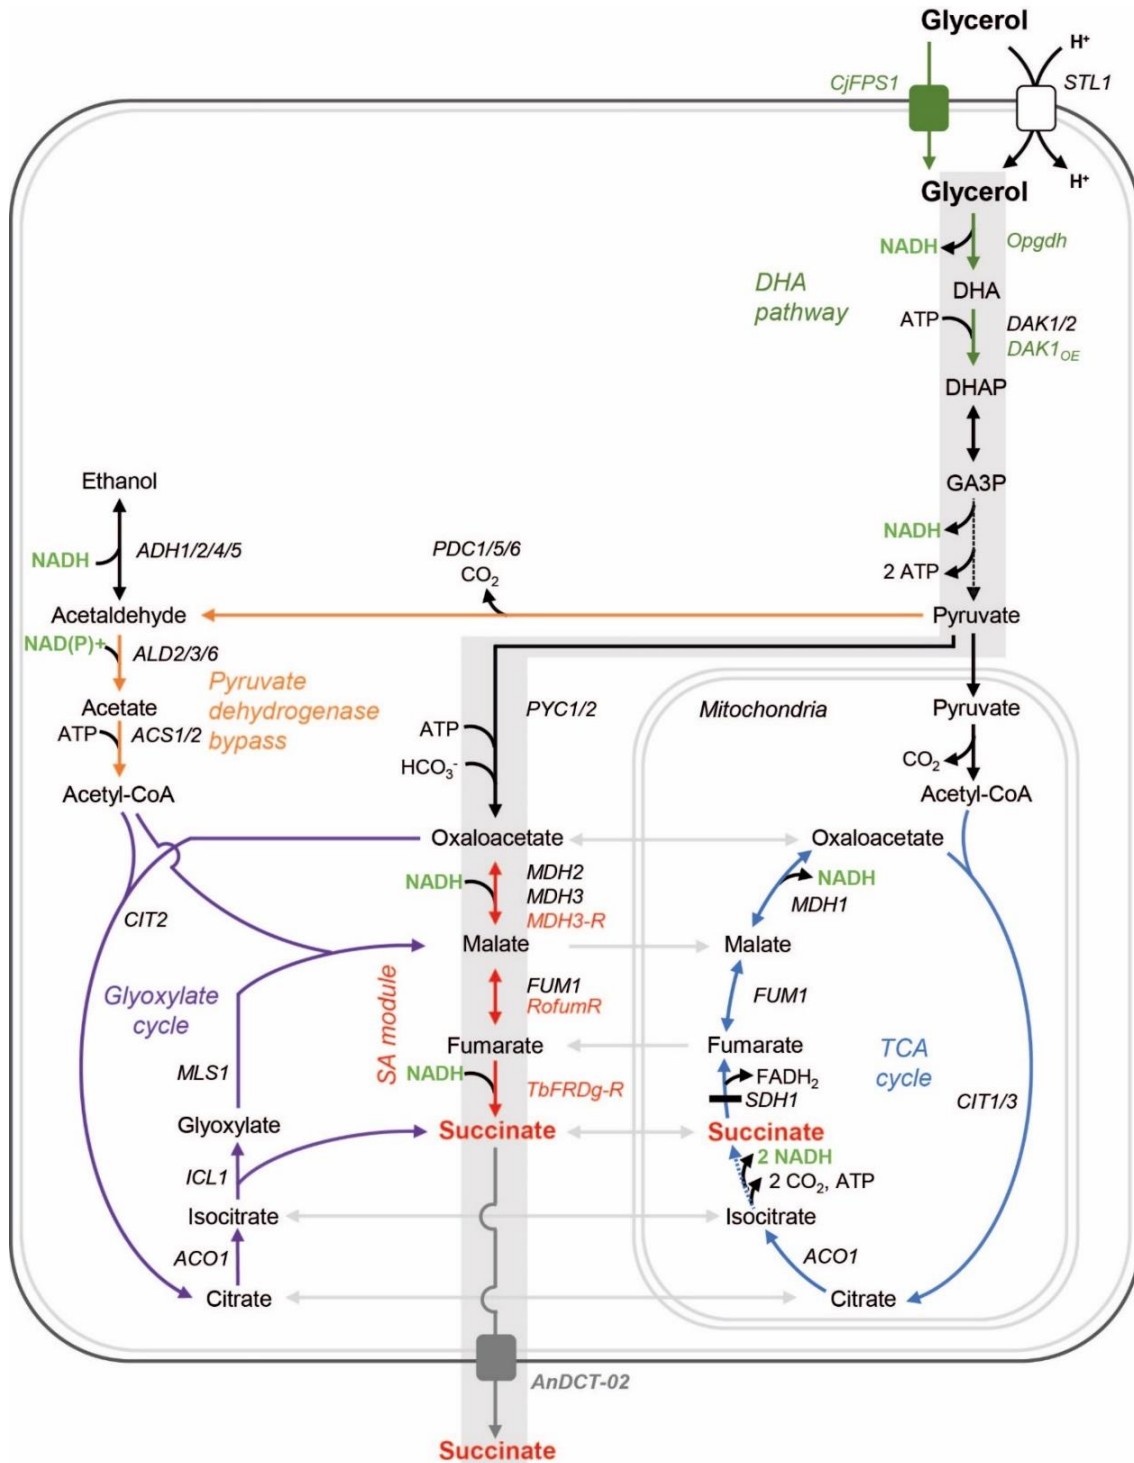 Glycerol
H+
CjFPS1
STL1
Glycerol
H+
NADH
Opgdh
DHA
pathway
DHA
ATP
DAK1/2
DAK1OE
DHAP
Ethanol
GA3P
NADH
ADH1/2/4/5
PDC1/5/6
CO2
NADH
2 ATP
Acetaldehyde
Pyruvate
NAD(P)+
ALD2/3/6
Pyruvate
dehydrogenase
bypass
Acetate
ATP
ACS1/2
Acetyl-CoA
PYC1/2
ATP
HCO3-
Mitochondria
Pyruvate
CO2
Acetyl-CoA
Oxaloacetate
Oxaloacetate
NADH
MDH2
MDH3
MDH3-R
NADH
MDH1
CIT2
Malate
Malate
Glyoxylate
cycle
SA module
FUM1
RofumR
FUM1
Fumarate
Fumarate
TCA
cycle
MLS1
NADH
TbFRDg-R
FADH2
SDH1
CIT1/3
Glyoxylate
Succinate
Succinate
2 NADH
2 CO2, ATP
ICL1
Isocitrate
Isocitrate
ACO1
ACO1
Citrate
Citrate
AnDCT-02
Succinate